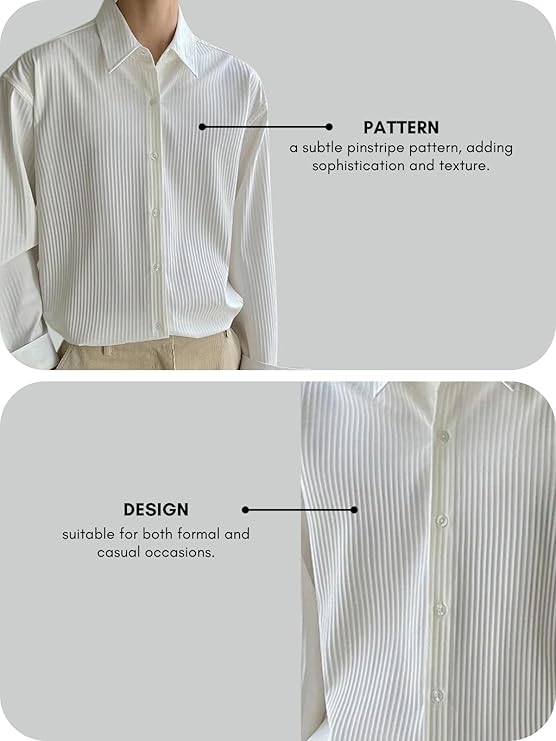 PATTERN
a subtle pinstripe pattern, adding
sophistication and texture.
DESIGN
suitable for both formal and
casual occasions.